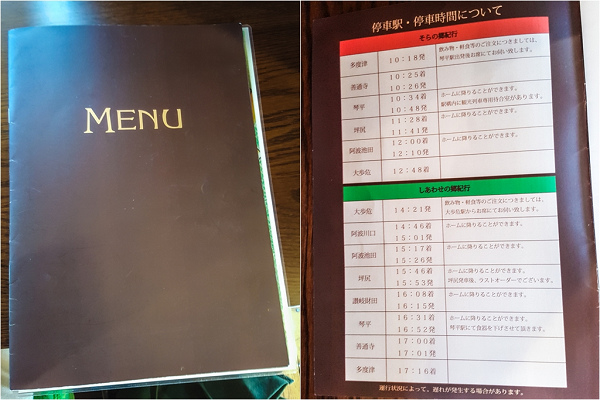 MENU
停車駅・停車時間について
そらの郷紀行
多度津 10:18発 飲み物・軽食等のご注文につきましては、
琴平駅出発後お席にてお伺い致します。
善通寺 10:25着
10:26発
琴平 10:34着 ホームに降りることができます。
10:48発 駅構内に観光列車専用待合室があります。
坪尻 11:28着 ホームに降りることができます。
11:41発
阿波池田 12:00着 ホームに降りることができます。
12:10発
大歩危 12:48着
しあわせの郷紀行
大歩危 14:21発 飲み物・軽食等のご注文につきましては、
大歩危駅からお席にてお伺い致します。
阿波川口 14:46着 ホームに降りることができます。
15:01発
阿波池田 15:17着 ホームに降りることができます。
15:26発
坪尻 15:46着 ホームに降りることができます。
15:53発 坪尻発車後、ラストオーダーでございます。
讃岐財田 16:08着 ホームに降りることができます。
16:15発
琴平 16:31着 ホームに降りることができます。
16:52発 琴平駅にて食器を下げさせて頂きます。
善通寺 17:00着
17:01発
多度津 17:16着
運行状況によって、遅れが発生する場合があります。